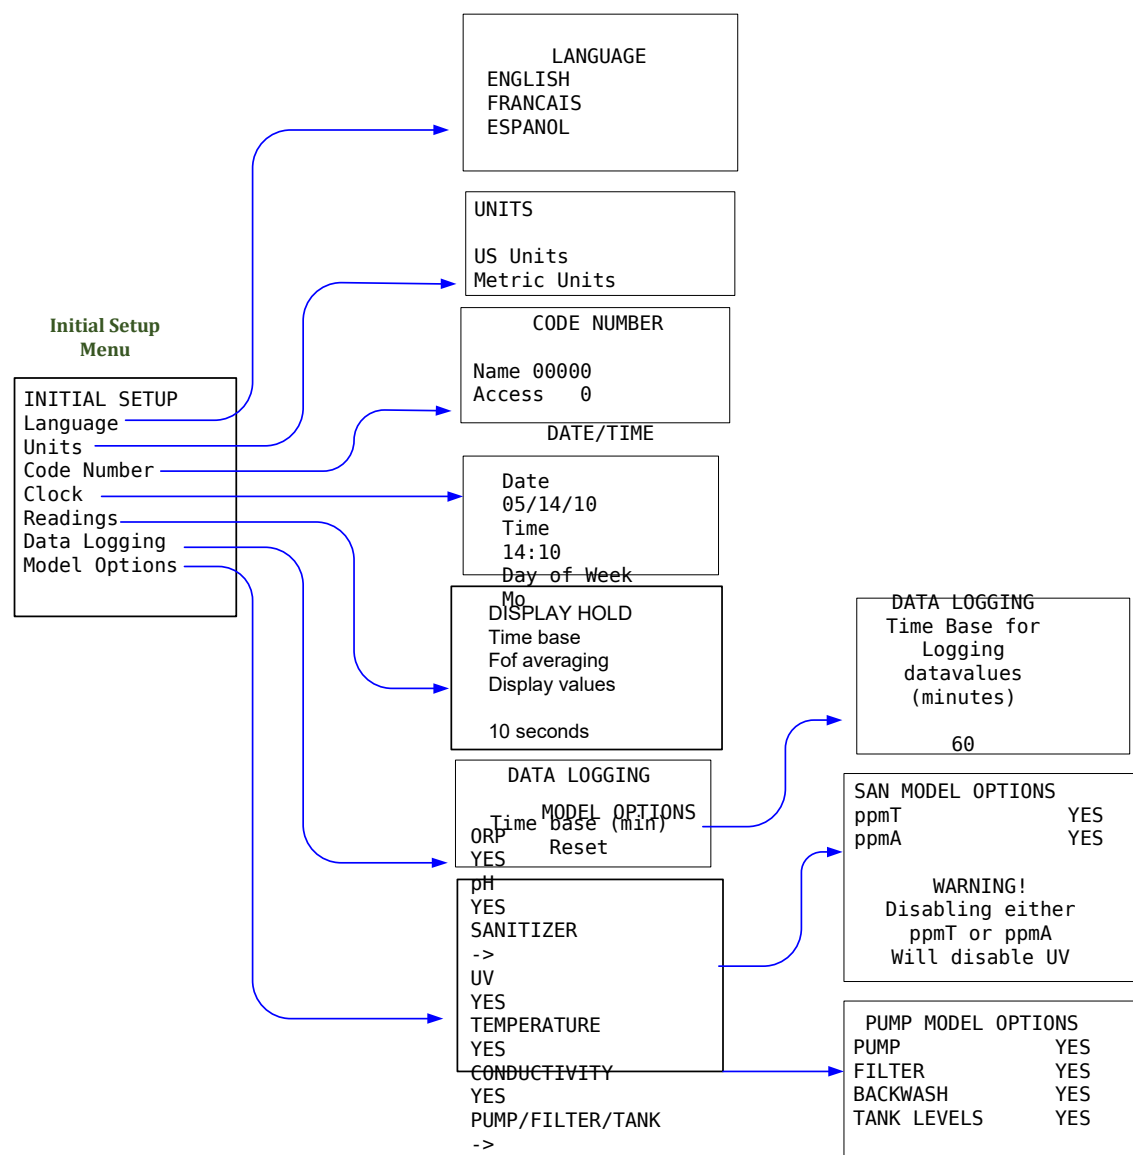 LANGUAGE
ENGLISH
FRANCAIS
ESPANOL
UNITS
US Units
Metric Units
CODE NUMBER
Name 00000
Access 0
Initial Setup
Menu
INITIAL SETUP
Language
Units
Code Number
Clock
Readings
Data Logging
Model Options
DATE/TIME
Date
05/14/10
Time
14:10
Day of Week
Mo
DISPLAY HOLD
Time base
Fof averaging
Display values
10 seconds
DATA LOGGING
Time Base for
Logging
datavalues
(minutes)
60
DATA LOGGING
Time base (min)
Reset
MODEL OPTIONS
ORP
YES
pH
YES
SANITIZER
->
UV
YES
TEMPERATURE
YES
CONDUCTIVITY
YES
PUMP/FILTER/TANK
->
SAN MODEL OPTIONS
ppmT YES
ppmA YES
WARNING!
Disabling either
ppmT or ppmA
Will disable UV
PUMP MODEL OPTIONS
PUMP YES
FILTER YES
BACKWASH YES
TANK LEVELS YES